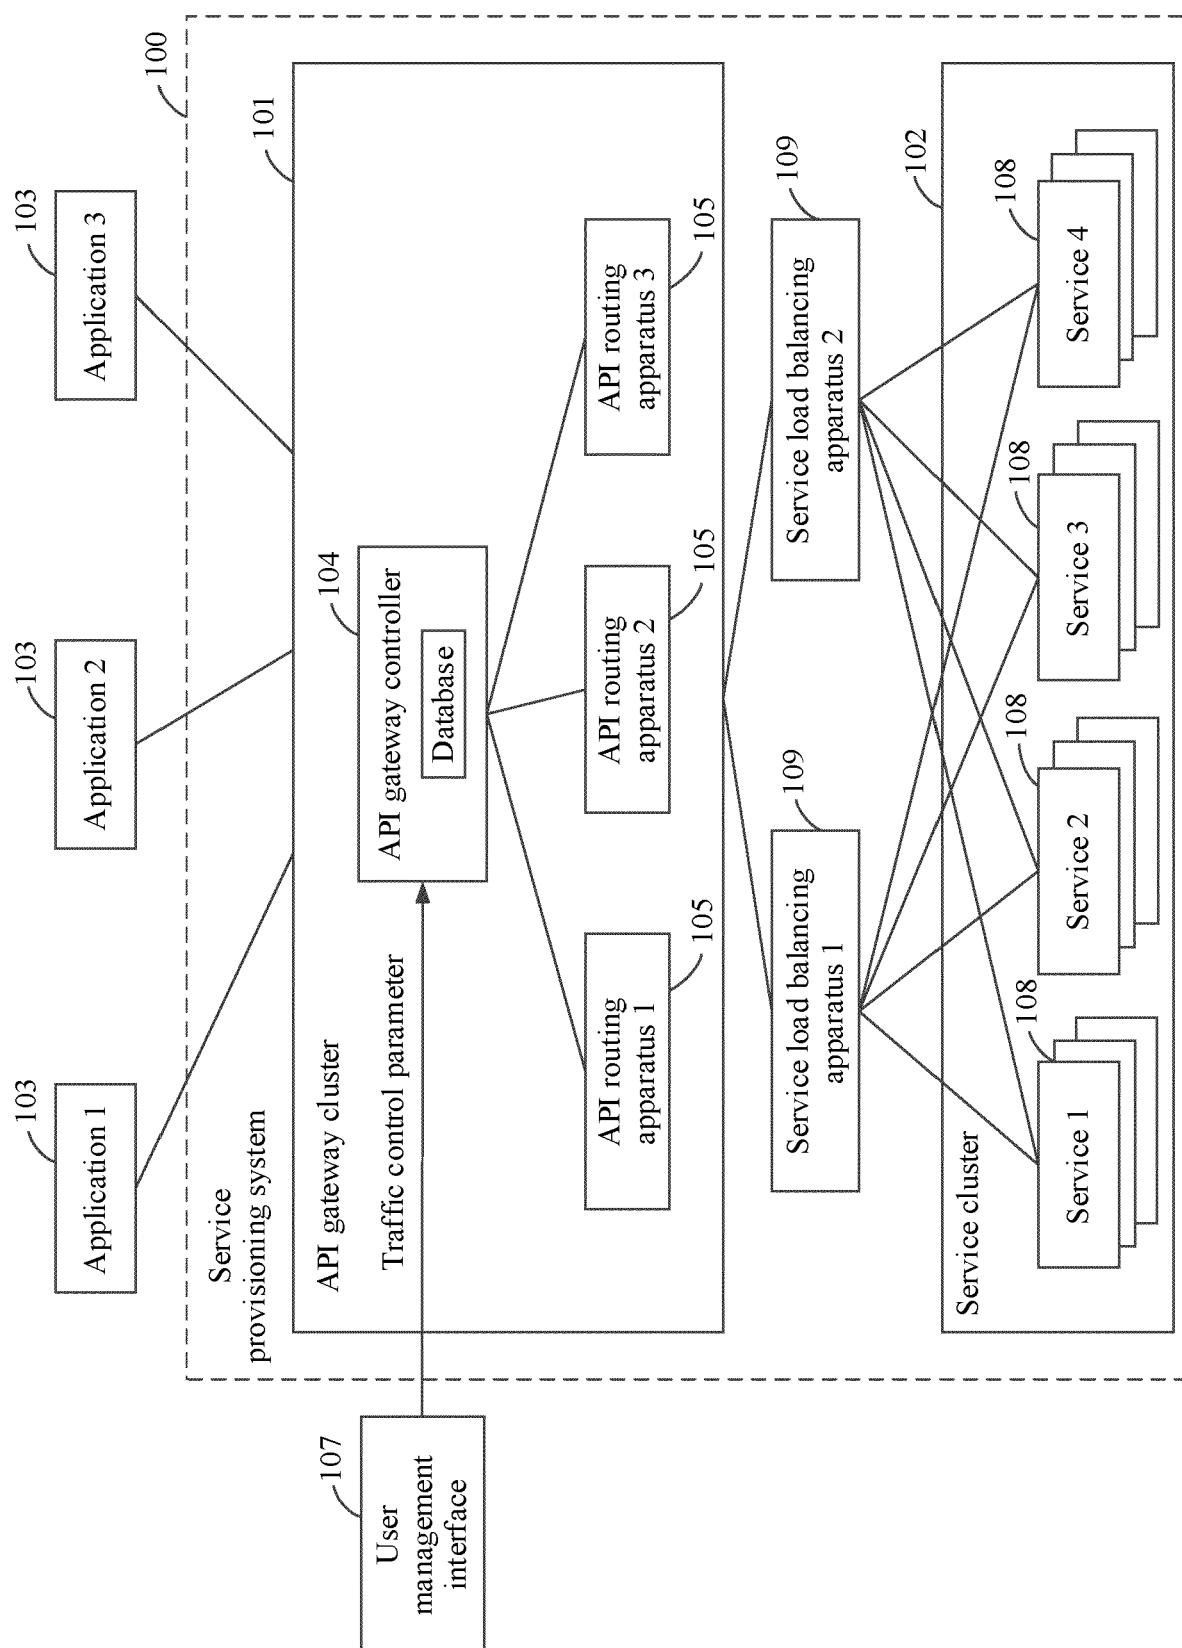 103
Application 1
103
Application 2
103
Application 3
100
Service
provisioning system
101
API gateway cluster
107
User
management
interface
Traffic control parameter
104
API gateway controller
Database
API routing
apparatus 1
105
API routing
apparatus 2
105
API routing
apparatus 3
105
Service load balancing
apparatus 1
109
Service load balancing
apparatus 2
109
102
Service cluster
108
Service 1
108
Service 2
108
Service 3
108
Service 4